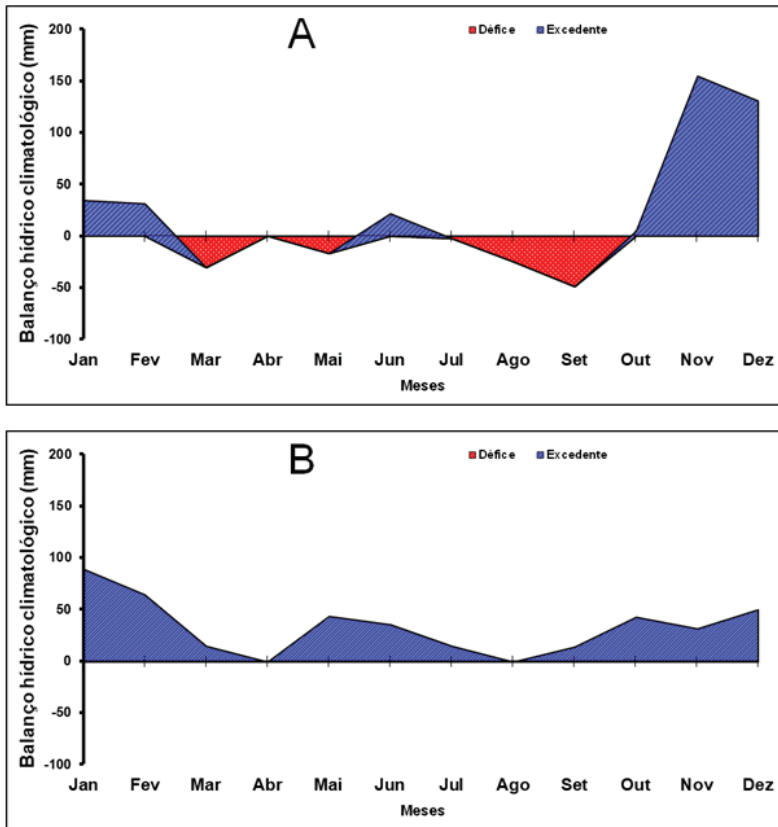 A
Défice Excedente
Balanço hídrico climatológico (mm)
200
150
100
50
0
-50
-100
Jan Fev Mar Abr Mai Jun Jul Ago Set Out Nov Dez
Meses
B
Défice Excedente
Balanço hídrico climatológico (mm)
200
150
100
50
0
-50
-100
Jan Fev Mar Abr Mai Jun Jul Ago Set Out Nov Dez
Meses